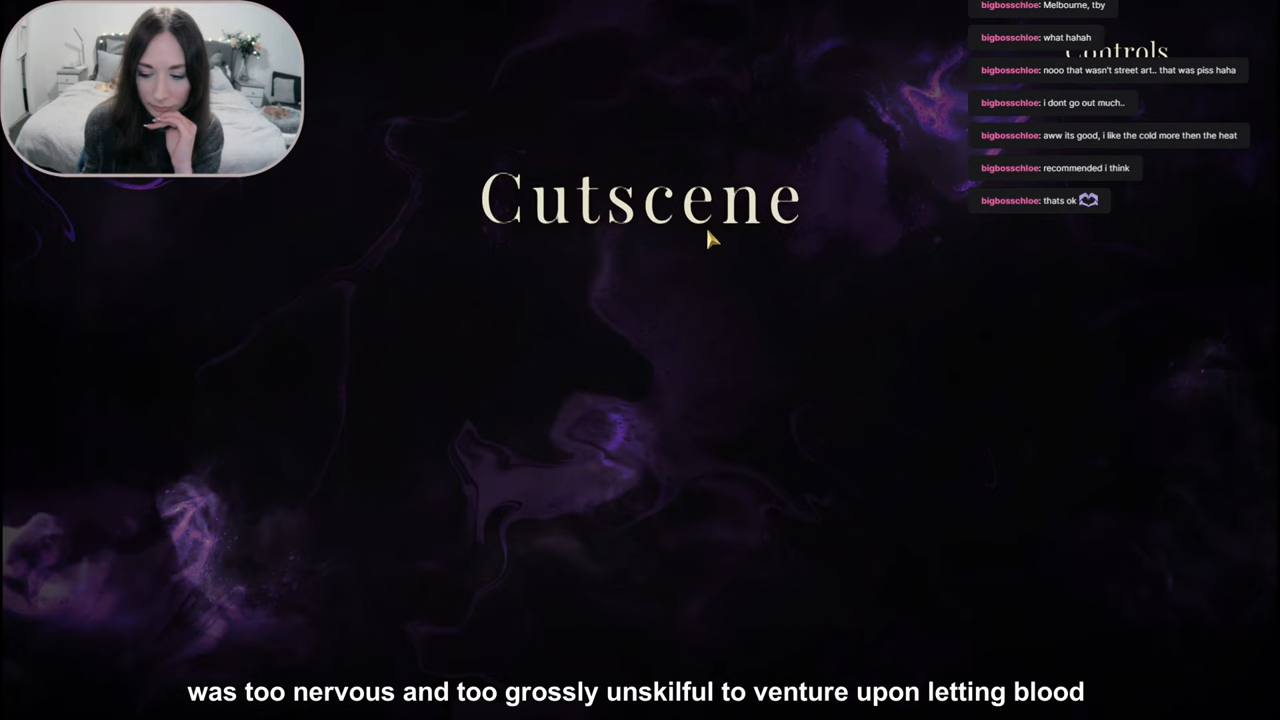 bigbosschloe: Melbourne, tby
bigbosschloe: what hahah
Controls
bigbosschloe: nooo that wasn't street art.. that was piss haha
bigbosschloe: i dont go out much..
bigbosschloe: aww its good, i like the cold more then the heat
bigbosschloe: recommended i think
bigbosschloe: thats ok
Cutscene
was too nervous and too grossly unskilful to venture upon letting blood